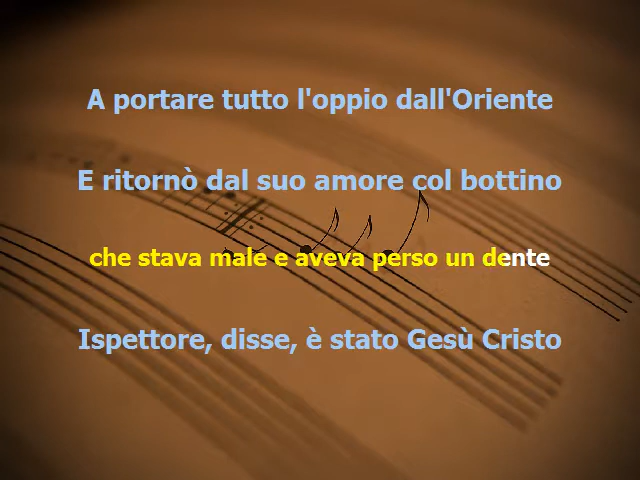 A portare tutto l'oppio dall'Oriente
E ritornò dal suo amore col bottino
che stava male e aveva perso un dente
Ispettore, disse, è stato Gesù Cristo